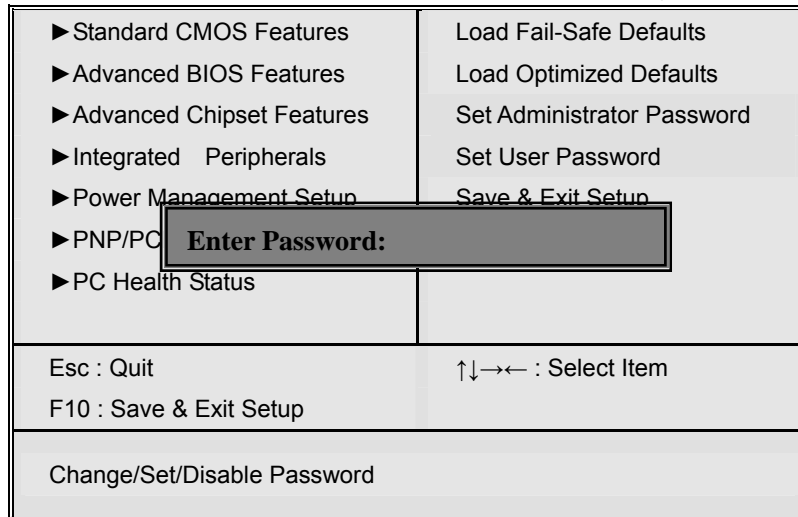 ►Standard CMOS Features
►Advanced BIOS Features
►Advanced Chipset Features
►Integrated Peripherals
►Power Management Setup
►PNP/PC
►PC Health Status
Load Fail-Safe Defaults
Load Optimized Defaults
Set Administrator Password
Set User Password
Save & Exit Setup
Enter Password:
Esc : Quit
F10 : Save & Exit Setup
↑↓→← : Select Item
Change/Set/Disable Password